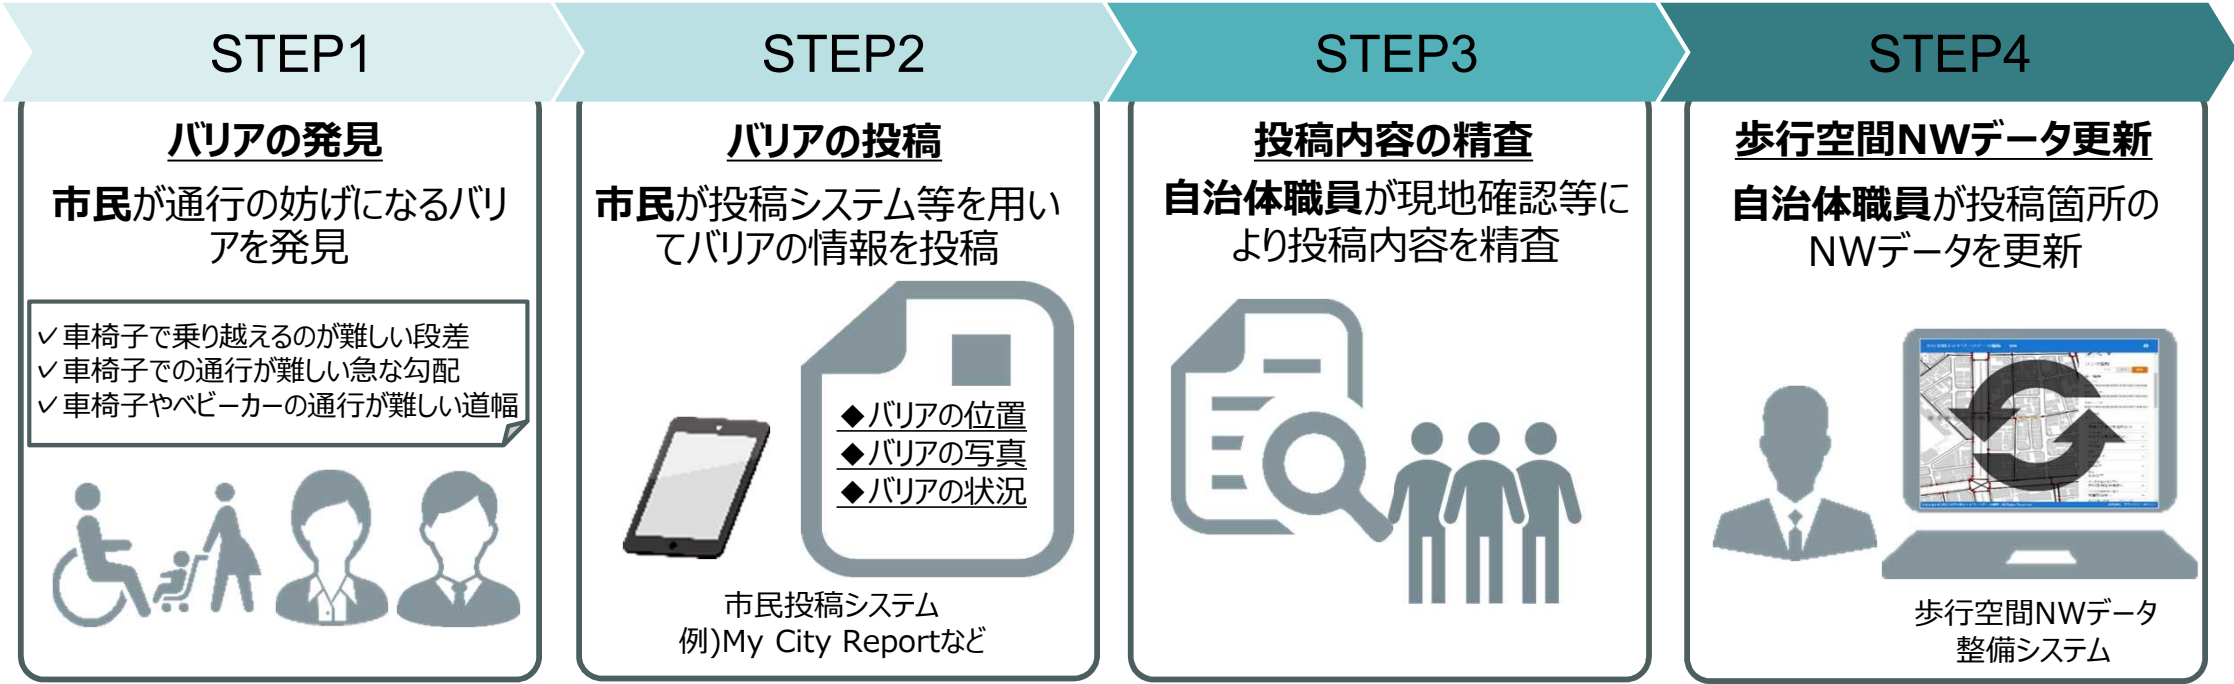 STEP1
バリアの発見
市民が通行の妨げになるバリ
アを発見
✓車椅子で乗り越えるのが難しい段差
✓車椅子での通行が難しい急な勾配
✓車椅子やベビーカーの通行が難しい道幅
STEP2
バリアの投稿
市民が投稿システム等を用い
てバリアの情報を投稿
◆バリアの位置
◆バリアの写真
◆バリアの状況
市民投稿システム
例)My City Reportなど
STEP3
投稿内容の精査
自治体職員が現地確認等に
より投稿内容を精査
STEP4
歩行空間NWデータ更新
自治体職員が投稿箇所の
NWデータを更新
歩行空間NWデータ
整備システム